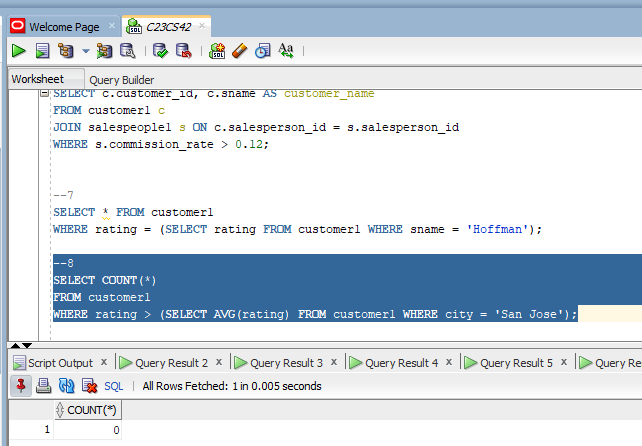 Welcome Page × C23CS42 ×
SQL
SQL Aa
Worksheet Query Builder
SELECT c.customer_id, c.sname AS customer_name
FROM customer1 c
JOIN salespeople1 s ON c.salesperson_id = s.salesperson_id
WHERE s.commission_rate > 0.12;
--7
SELECT * FROM customer1
WHERE rating = (SELECT rating FROM customer1 WHERE sname = 'Hoffman');
--8
SELECT COUNT(*)
FROM customer1
WHERE rating > (SELECT AVG(rating) FROM customer1 WHERE city = 'San Jose');
Script Output × Query Result 2 × Query Result 3 × Query Result 4 × Query Result 5 × Query Re
SQL | All Rows Fetched: 1 in 0.005 seconds
COUNT(*)
1 0